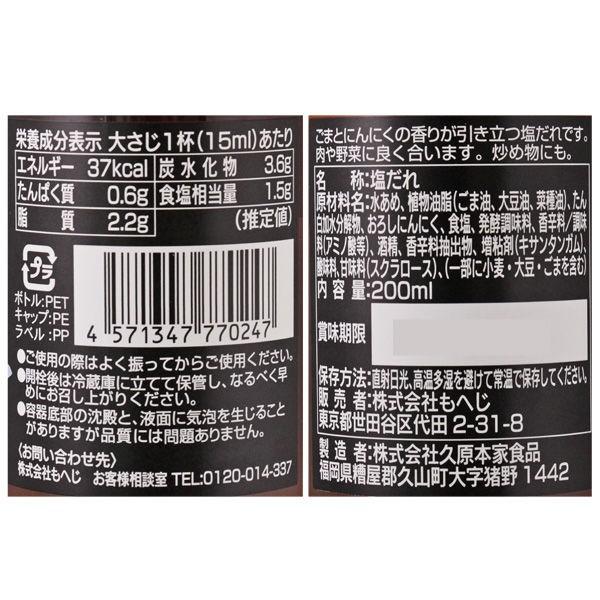 栄養成分表示 大さじ1杯(15ml)あたり
エネルギー 37kcal 炭水化物 3.6g
たんぱく質 0.6g 食塩相当量 1.5g
脂質 2.2g (推定値)
プラ
ボトル:PET
キャップ:PE
ラベル:PP
4 571347 770247
●ご使用の際はよく振ってからご使用ください。
●開栓後は冷蔵庫に立てて保管し、なるべく早
めにお召し上がりください。
●容器底部の沈殿と、液面に気泡を生じること
がありますが品質には問題ありません。
〈お問い合わせ先〉
株式会社もへじ お客様相談室 TEL:0120-014-337
ごまとにんにくの香りが引き立つ塩だれです。
肉や野菜に良く合います。炒め物にも。
名称:塩だれ
原材料名:水あめ、植物油脂(ごま油、大豆油、菜種油)、たん
白加水分解物、おろしにんにく、食塩、発酵調味料、香辛料/調味
料(アミノ酸等)、酒精、香辛料抽出物、増粘剤(キサンタンガム)、
酸味料、甘味料(スクラロース)、(一部に小麦・大豆・ごまを含む)
内容量:200ml
賞味期限
保存方法:直射日光、高温多湿を避けて常温で保存してください。
販売者:株式会社もへじ
東京都世田谷区代田2-31-8
製造者:株式会社久原本家食品
福岡県糟屋郡久山町大字猪野1442